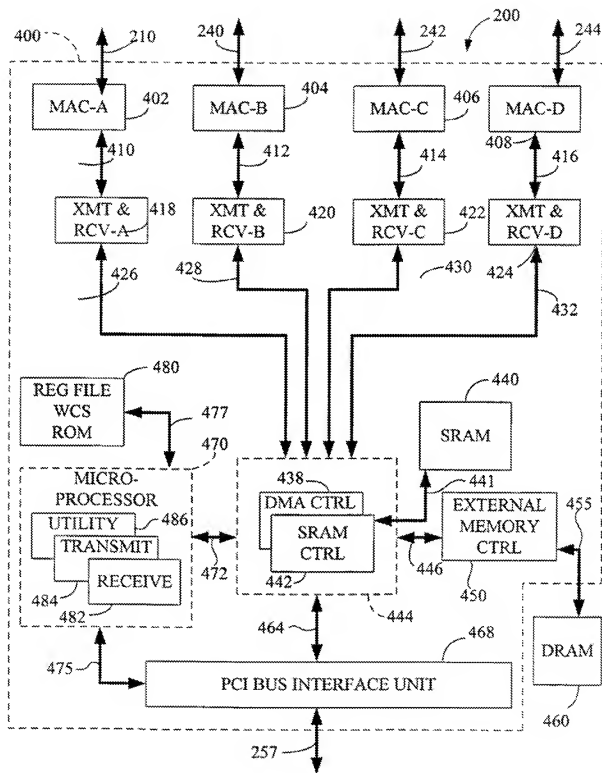 400
210
240
242
200
244
MAC-A
402
MAC-B
404
MAC-C
406
MAC-D
408
410
412
414
416
XMT &
RCV-A
418
XMT &
RCV-B
420
XMT &
RCV-C
422
XMT &
RCV-D
424
426
428
430
432
480
REG FILE
WCS
ROM
477
470
440
SRAM
441
MICRO-
PROCESSOR
UTILITY
486
TRANSMIT
RECEIVE
484
482
472
438
DMA CTRL
SRAM
CTRL
442
444
446
EXTERNAL
MEMORY
CTRL
450
455
DRAM
460
464
468
475
PCI BUS INTERFACE UNIT
257